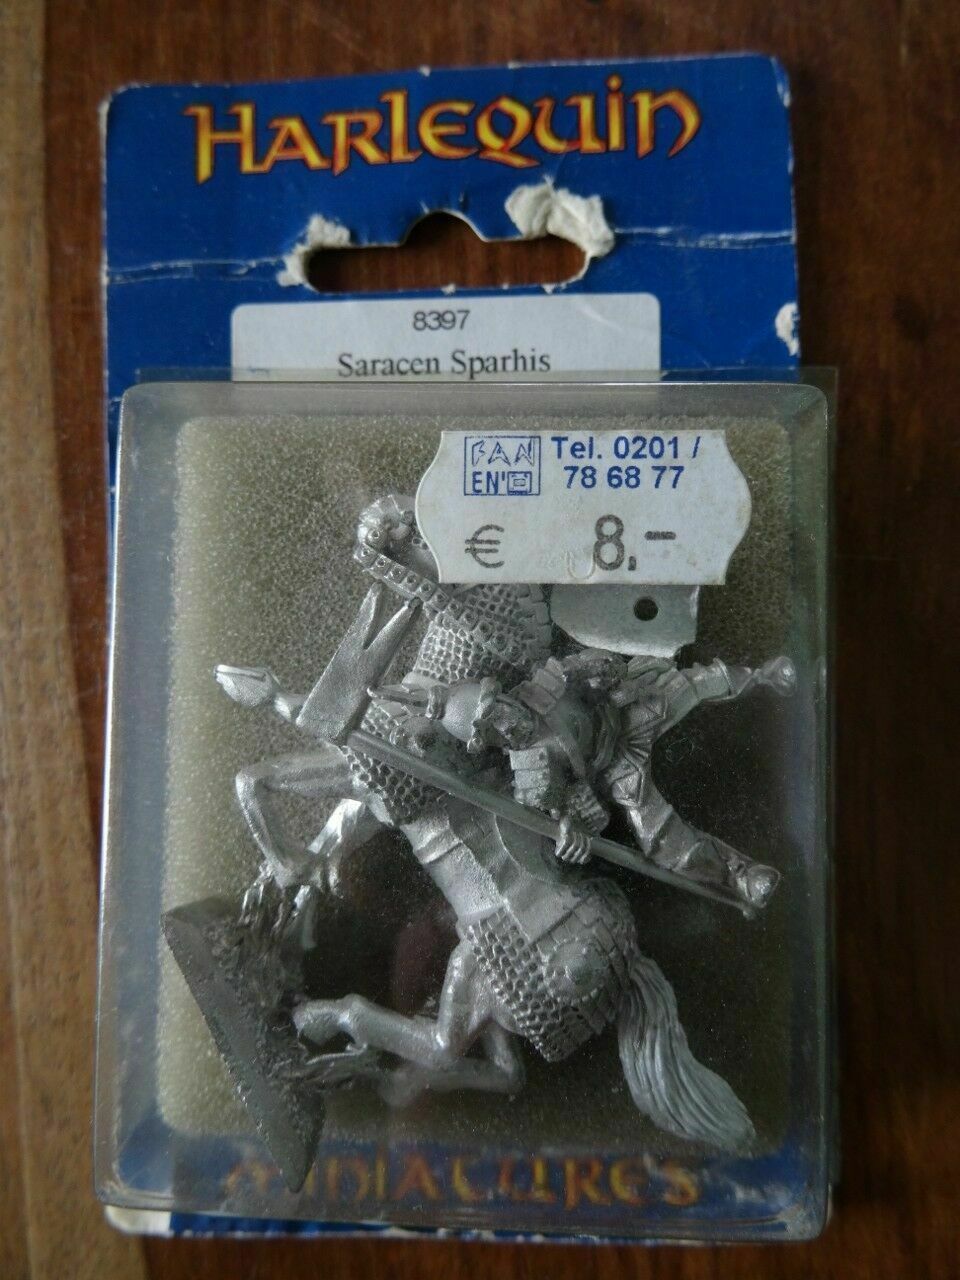 HARLEQUIN
8397
Saracen Sparhis
FAN
EN'
Tel. 0201 /
78 68 77
€ 8,-
MINIATURES